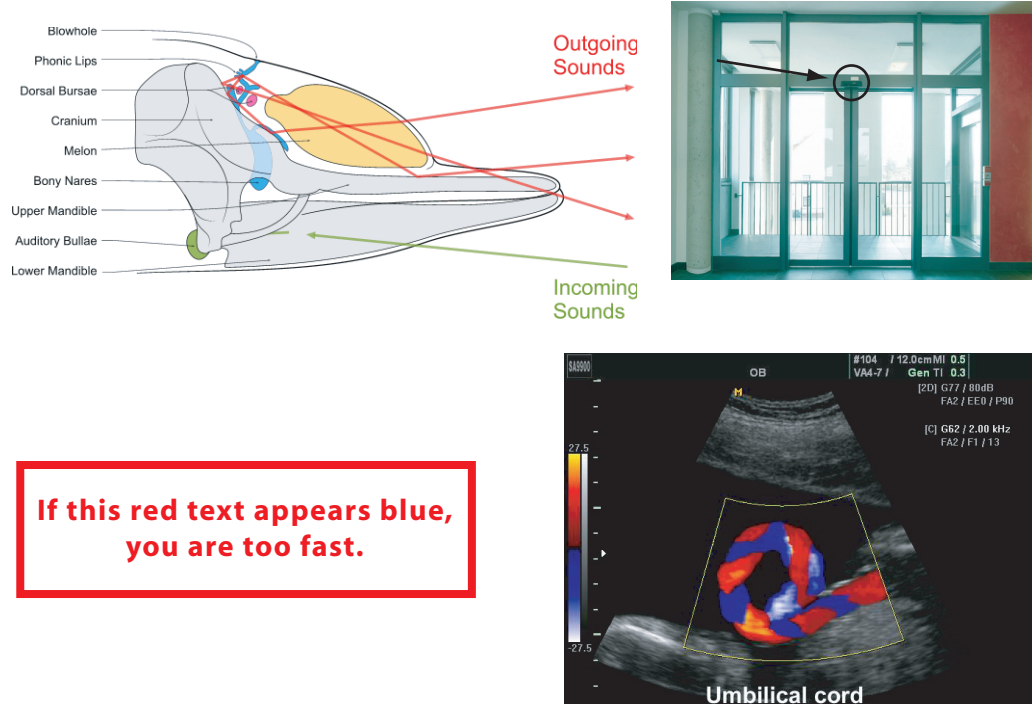 Blowhole
Phonic Lips
Dorsal Bursae
Cranium
Melon
Bony Nares
Upper Mandible
Auditory Bullae
Lower Mandible
Outgoing
Sounds
Incoming
Sounds
If this red text appears blue,
you are too fast.
SA9900
OB
#104 / 12.0cm MI 0.5
VA4-7 / Gen TI 0.3
[2D] G77 / 80dB
FA2 / EE0 / P90
[C] G62 / 2.00 kHz
FA2 / F1 / 13
M
27.5
-27.5
Umbilical cord